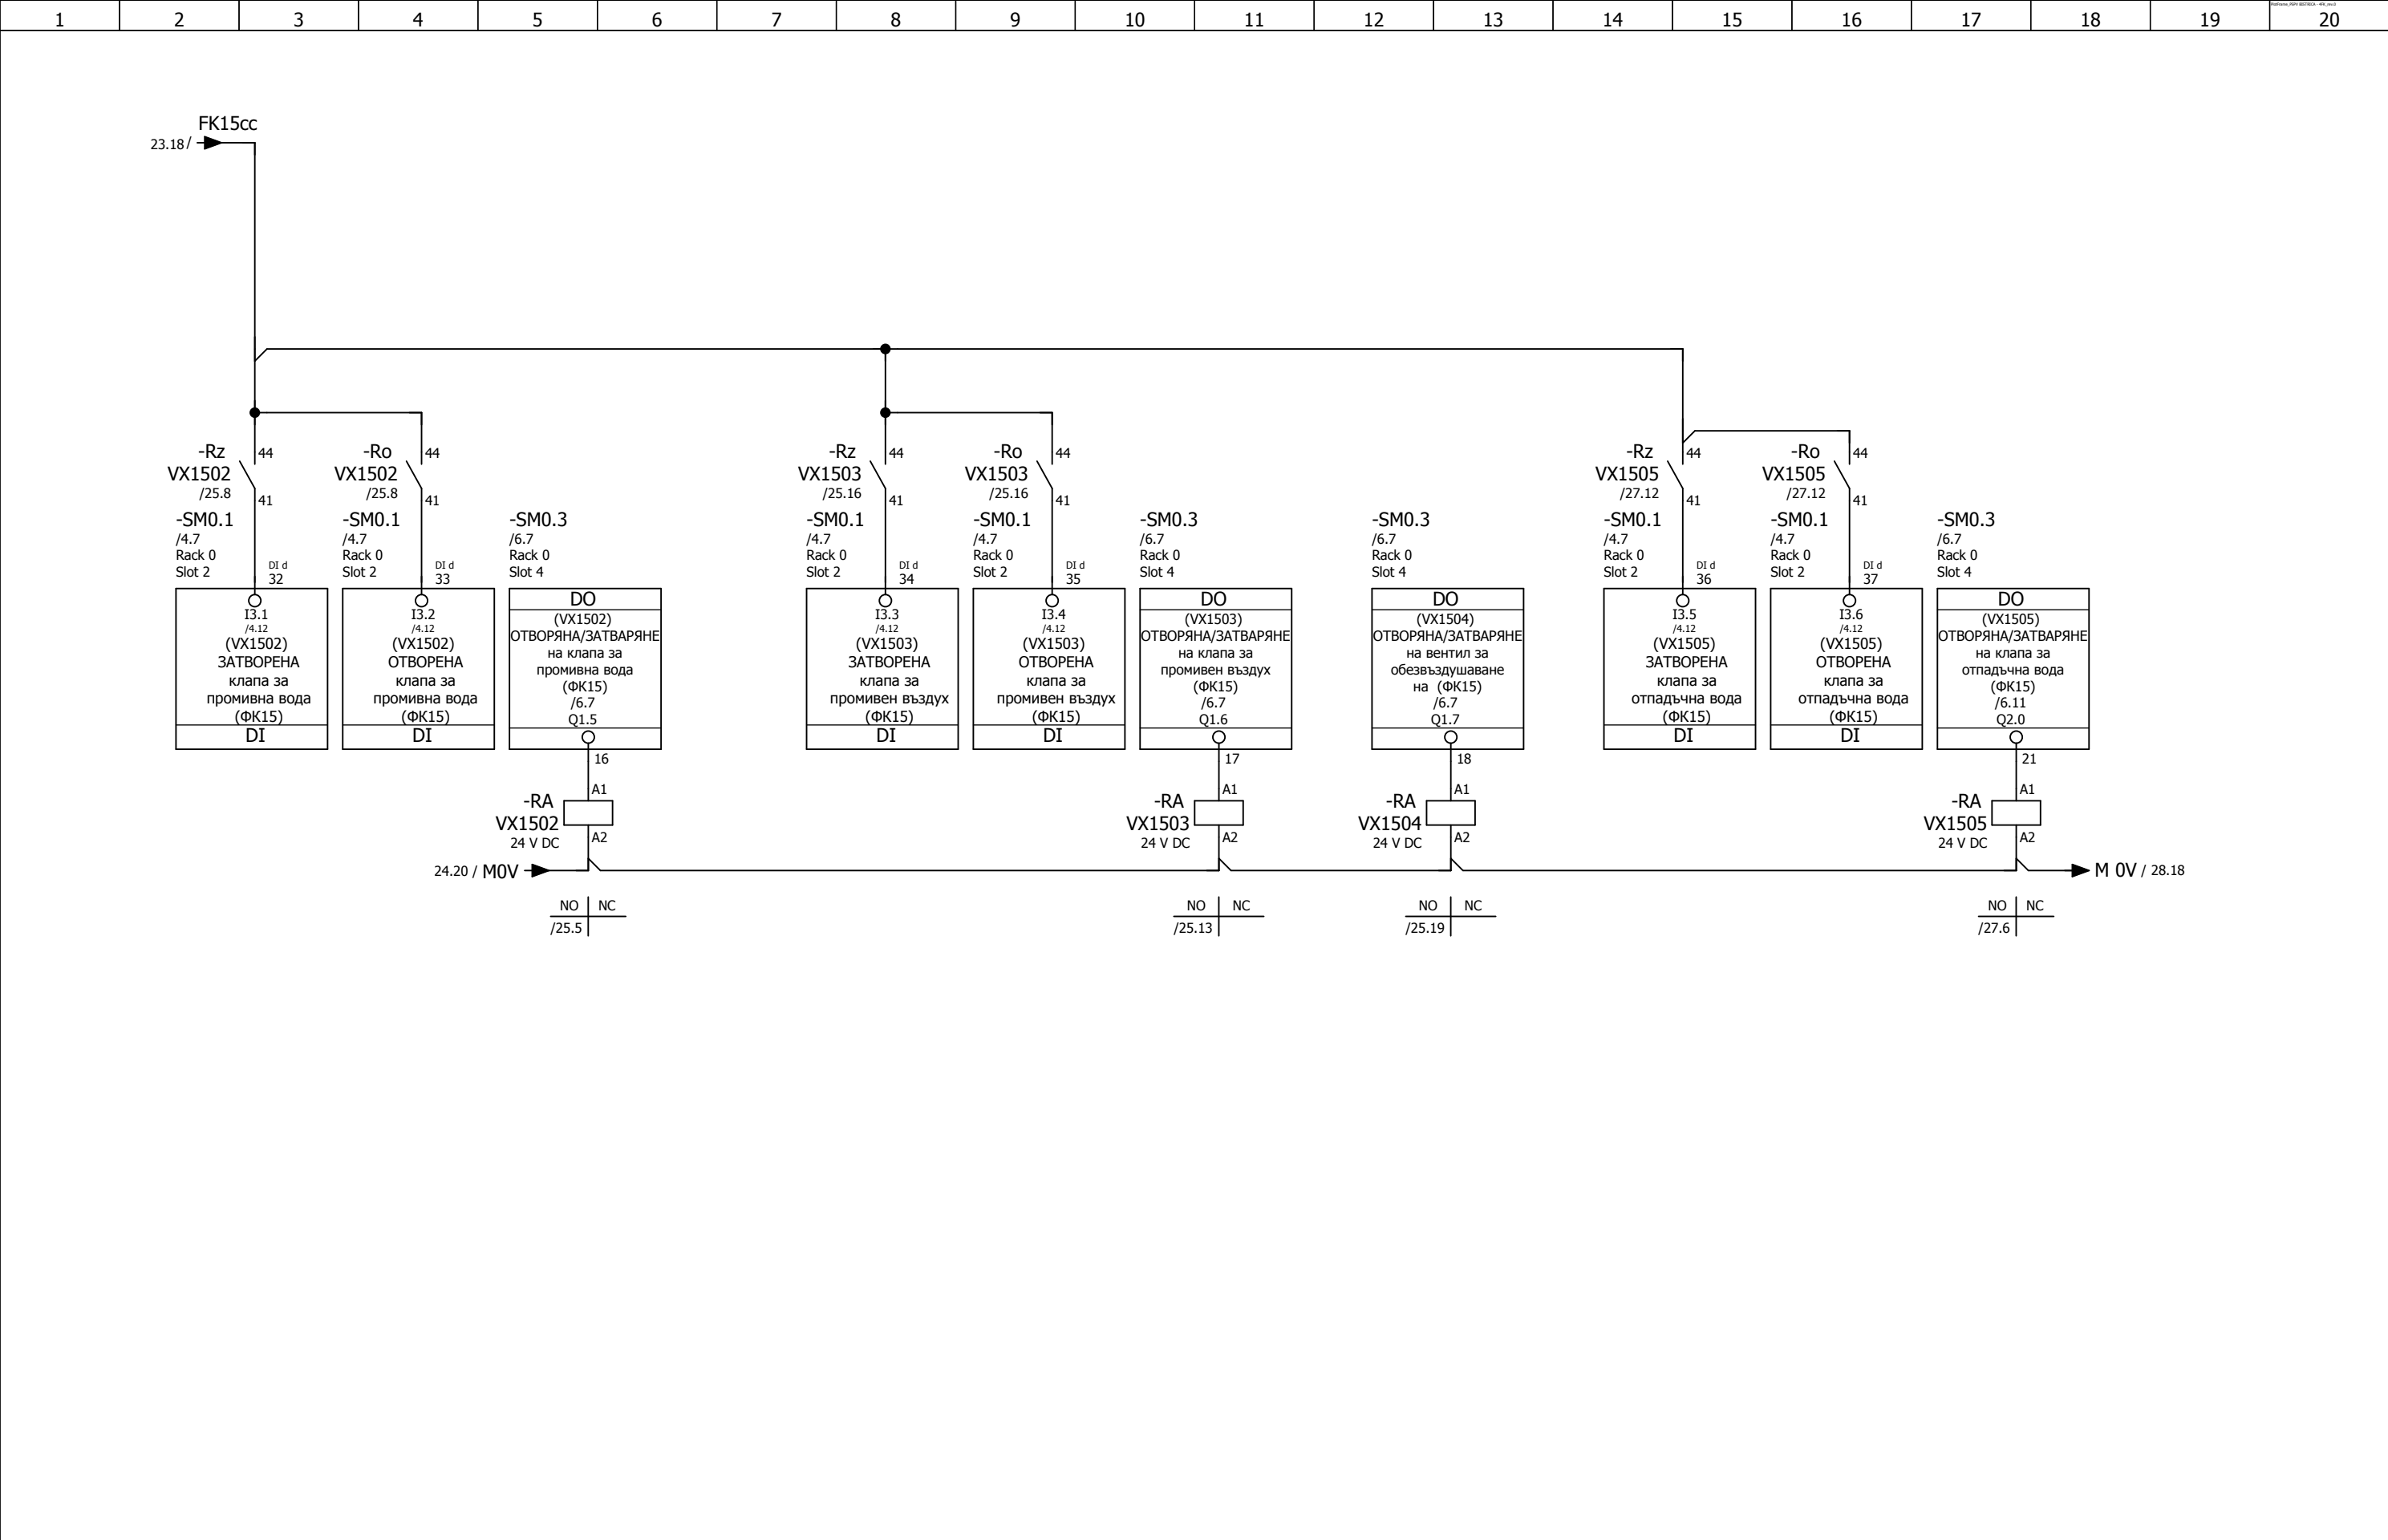 1 2 3 4 5 6 7 8 9 10 11 12 13 14 15 16 17 18 19 20
FK15cc
23.18 /
-Rz 44
VX1502
/25.8
41
-Ro 44
VX1502
/25.8
41
-Rz 44
VX1503
/25.16
41
-Ro 44
VX1503
/25.16
41
-Rz 44
VX1505
/27.12
41
-Ro 44
VX1505
/27.12
41
-SM0.1
/4.7
Rack 0
Slot 2
DI d
32
I3.1
/4.12
(VX1502)
ЗАТВОРЕНА
клапа за
промивна вода
(ФК15)
DI
-SM0.1
/4.7
Rack 0
Slot 2
DI d
33
I3.2
/4.12
(VX1502)
ОТВОРЕНА
клапа за
промивна вода
(ФК15)
DI
-SM0.3
/6.7
Rack 0
Slot 4
DO
(VX1502)
ОТВОРЯНА/ЗАТВАРЯНЕ
на клапа за
промивна вода
(ФК15)
/6.7
Q1.5
16
-SM0.1
/4.7
Rack 0
Slot 2
DI d
34
I3.3
/4.12
(VX1503)
ЗАТВОРЕНА
клапа за
промивен въздух
(ФК15)
DI
-SM0.1
/4.7
Rack 0
Slot 2
DI d
35
I3.4
/4.12
(VX1503)
ОТВОРЕНА
клапа за
промивен въздух
(ФК15)
DI
-SM0.3
/6.7
Rack 0
Slot 4
DO
(VX1503)
ОТВОРЯНА/ЗАТВАРЯНЕ
на клапа за
промивен въздух
(ФК15)
/6.7
Q1.6
17
-SM0.3
/6.7
Rack 0
Slot 4
DO
(VX1504)
ОТВОРЯНА/ЗАТВАРЯНЕ
на вентил за
обезвъздушаване
на (ФК15)
/6.7
Q1.7
18
-SM0.1
/4.7
Rack 0
Slot 2
DI d
36
I3.5
/4.12
(VX1505)
ЗАТВОРЕНА
клапа за
отпадъчна вода
(ФК15)
DI
-SM0.1
/4.7
Rack 0
Slot 2
DI d
37
I3.6
/4.12
(VX1505)
ОТВОРЕНА
клапа за
отпадъчна вода
(ФК15)
DI
-SM0.3
/6.7
Rack 0
Slot 4
DO
(VX1505)
ОТВОРЯНА/ЗАТВАРЯНЕ
на клапа за
отпадъчна вода
(ФК15)
/6.11
Q2.0
21
A1
-RA
VX1502
24 V DC
A2
A1
-RA
VX1503
24 V DC
A2
A1
-RA
VX1504
24 V DC
A2
A1
-RA
VX1505
24 V DC
A2
24.20 / M0V
M 0V / 28.18
NO NC
/25.5
NO NC
/25.13
NO NC
/25.19
NO NC
/27.6